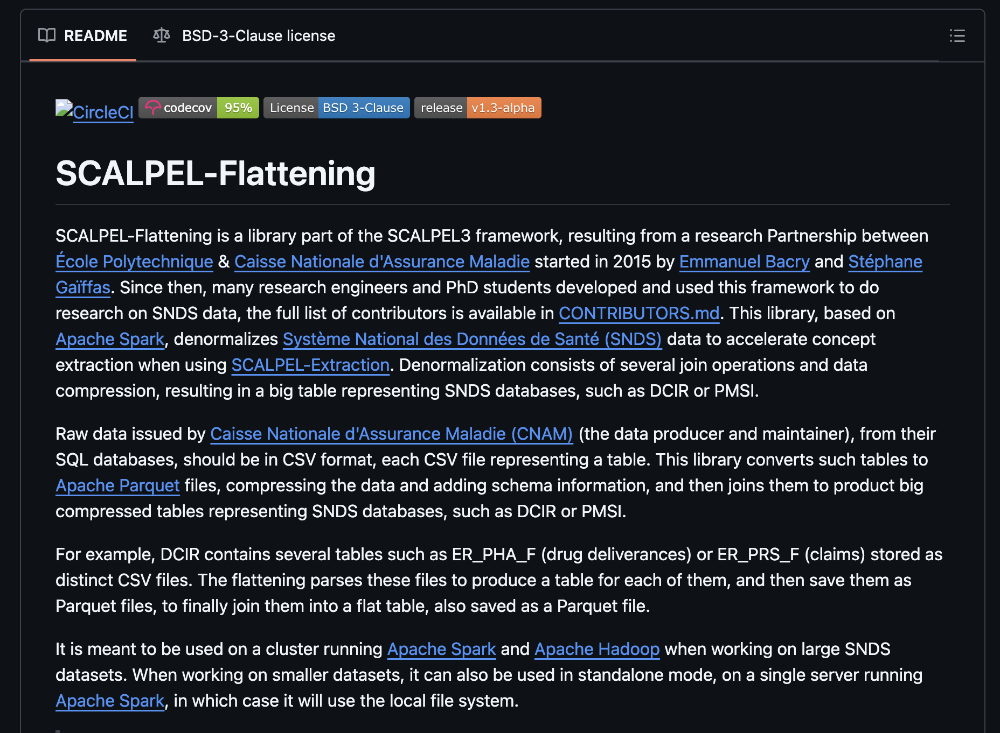 README BSD-3-Clause license
CircleCI codecov 95% License BSD 3-Clause release v1.3-alpha
SCALPEL-Flattening
SCALPEL-Flattening is a library part of the SCALPEL3 framework, resulting from a research Partnership between
École Polytechnique & Caisse Nationale d'Assurance Maladie started in 2015 by Emmanuel Bacry and Stéphane
Gaïffas. Since then, many research engineers and PhD students developed and used this framework to do
research on SNDS data, the full list of contributors is available in CONTRIBUTORS.md. This library, based on
Apache Spark, denormalizes Système National des Données de Santé (SNDS) data to accelerate concept
extraction when using SCALPEL-Extraction. Denormalization consists of several join operations and data
compression, resulting in a big table representing SNDS databases, such as DCIR or PMSI.
Raw data issued by Caisse Nationale d'Assurance Maladie (CNAM) (the data producer and maintainer), from their
SQL databases, should be in CSV format, each CSV file representing a table. This library converts such tables to
Apache Parquet files, compressing the data and adding schema information, and then joins them to product big
compressed tables representing SNDS databases, such as DCIR or PMSI.
For example, DCIR contains several tables such as ER_PHA_F (drug deliverances) or ER_PRS_F (claims) stored as
distinct CSV files. The flattening parses these files to produce a table for each of them, and then save them as
Parquet files, to finally join them into a flat table, also saved as a Parquet file.
It is meant to be used on a cluster running Apache Spark and Apache Hadoop when working on large SNDS
datasets. When working on smaller datasets, it can also be used in standalone mode, on a single server running
Apache Spark, in which case it will use the local file system.